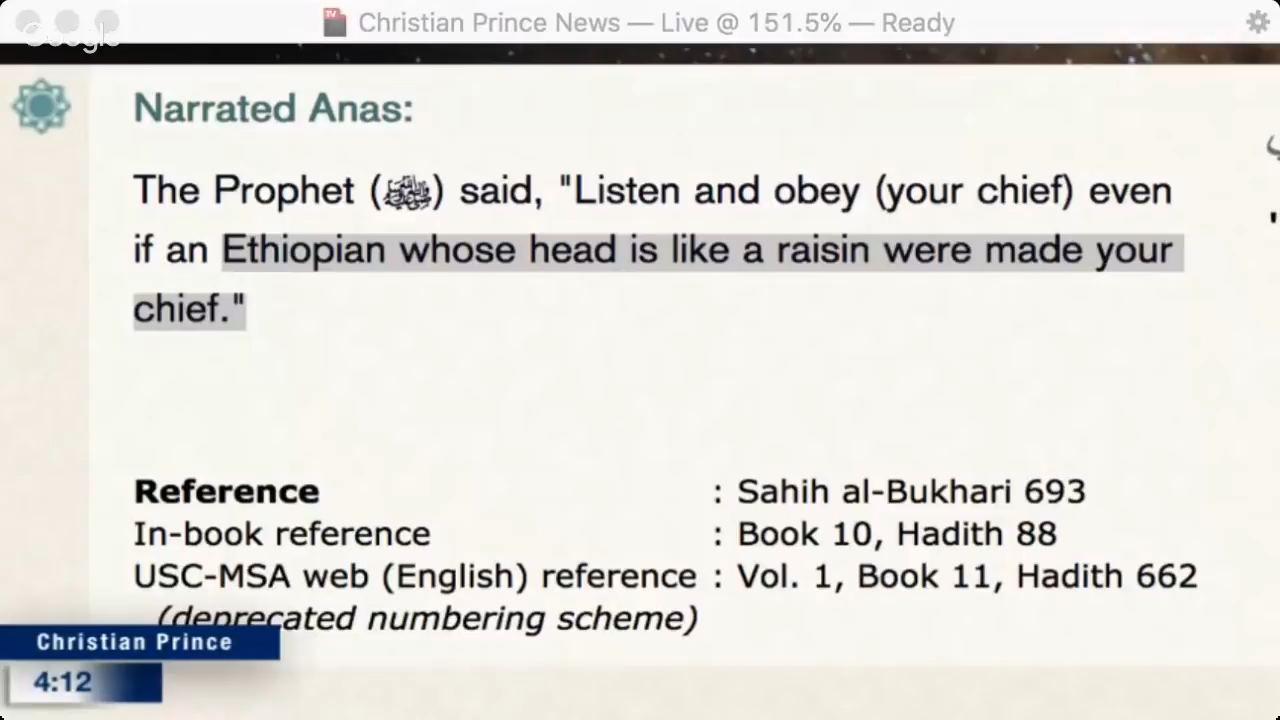 Christian Prince News — Live @ 151.5% — Ready
Google
Narrated Anas:
The Prophet (ﷺ) said, "Listen and obey (your chief) even
if an Ethiopian whose head is like a raisin were made your
chief."
Reference : Sahih al-Bukhari 693
In-book reference : Book 10, Hadith 88
USC-MSA web (English) reference : Vol. 1, Book 11, Hadith 662
(deprecated numbering scheme)
Christian Prince
4:12